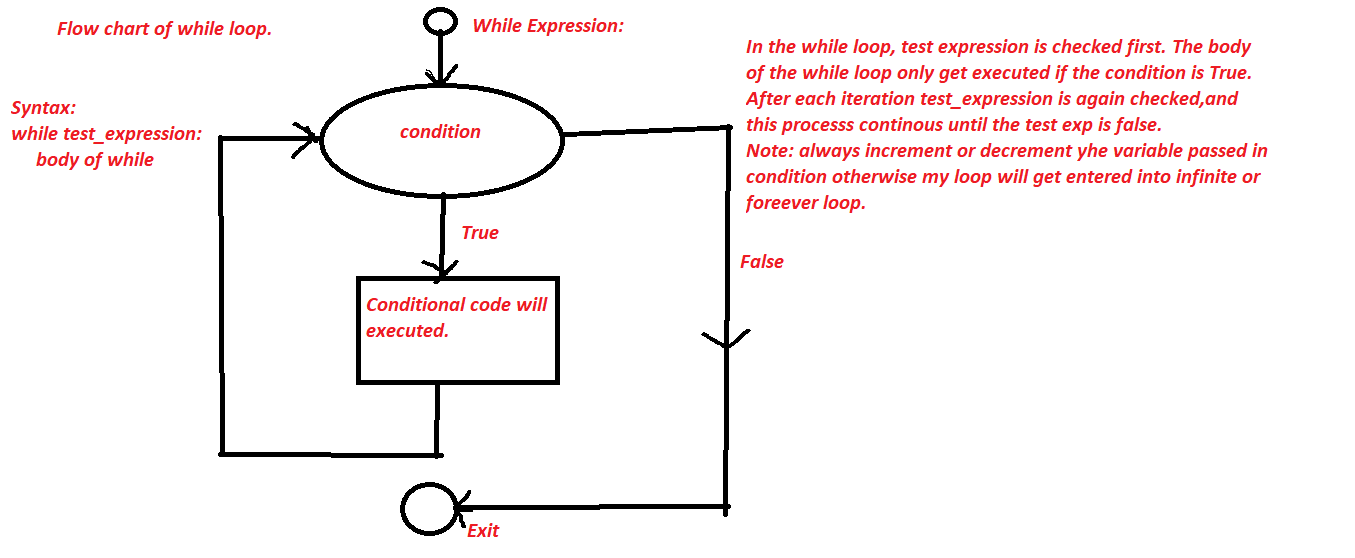 Flow chart of while loop.
While Expression:
In the while loop, test expression is checked first. The body
of the while loop only get executed if the condition is True.
After each iteration test_expression is again checked,and
this processs continous until the test exp is false.
Note: always increment or decrement yhe variable passed in
condition otherwise my loop will get entered into infinite or
foreever loop.
Syntax:
while test_expression:
body of while
condition
True
False
Conditional code will
executed.
Exit